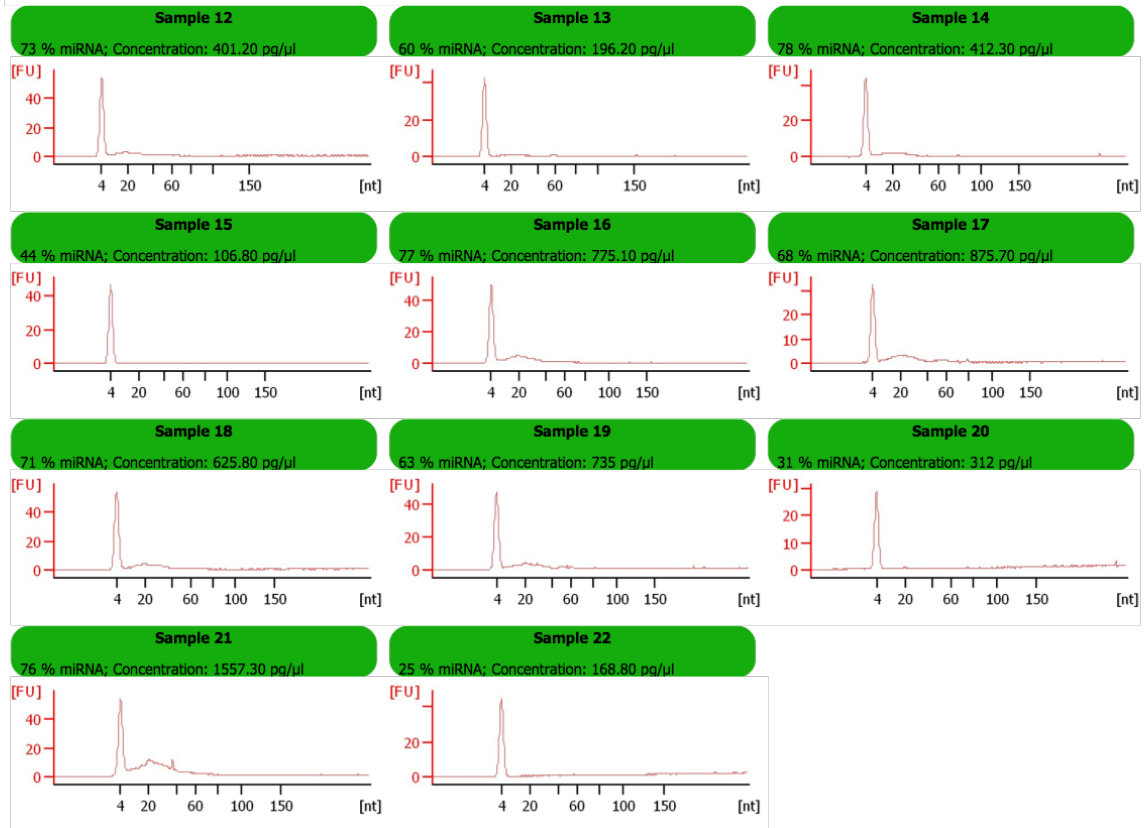 Sample 12
73 % miRNA; Concentration: 401.20 pg/µl
[FU]
40
20
0
4 20 60 150 [nt]
Sample 13
60 % miRNA; Concentration: 196.20 pg/µl
[FU]
20
0
4 20 60 150 [nt]
Sample 14
78 % miRNA; Concentration: 412.30 pg/µl
[FU]
20
0
4 20 60 100 150 [nt]
Sample 15
44 % miRNA; Concentration: 106.80 pg/µl
[FU]
40
20
0
4 20 60 100 150 [nt]
Sample 16
77 % miRNA; Concentration: 775.10 pg/µl
[FU]
40
20
0
4 20 60 100 150 [nt]
Sample 17
68 % miRNA; Concentration: 875.70 pg/µl
[FU]
20
10
0
4 20 60 100 150 [nt]
Sample 18
71 % miRNA; Concentration: 625.80 pg/µl
[FU]
40
20
0
4 20 60 100 150 [nt]
Sample 19
63 % miRNA; Concentration: 735 pg/µl
[FU]
40
20
0
4 20 60 100 150 [nt]
Sample 20
31 % miRNA; Concentration: 312 pg/µl
[FU]
20
10
0
4 20 60 100 150 [nt]
Sample 21
76 % miRNA; Concentration: 1557.30 pg/µl
[FU]
40
20
0
4 20 60 100 150 [nt]
Sample 22
25 % miRNA; Concentration: 168.80 pg/µl
[FU]
20
0
4 20 60 100 150 [nt]